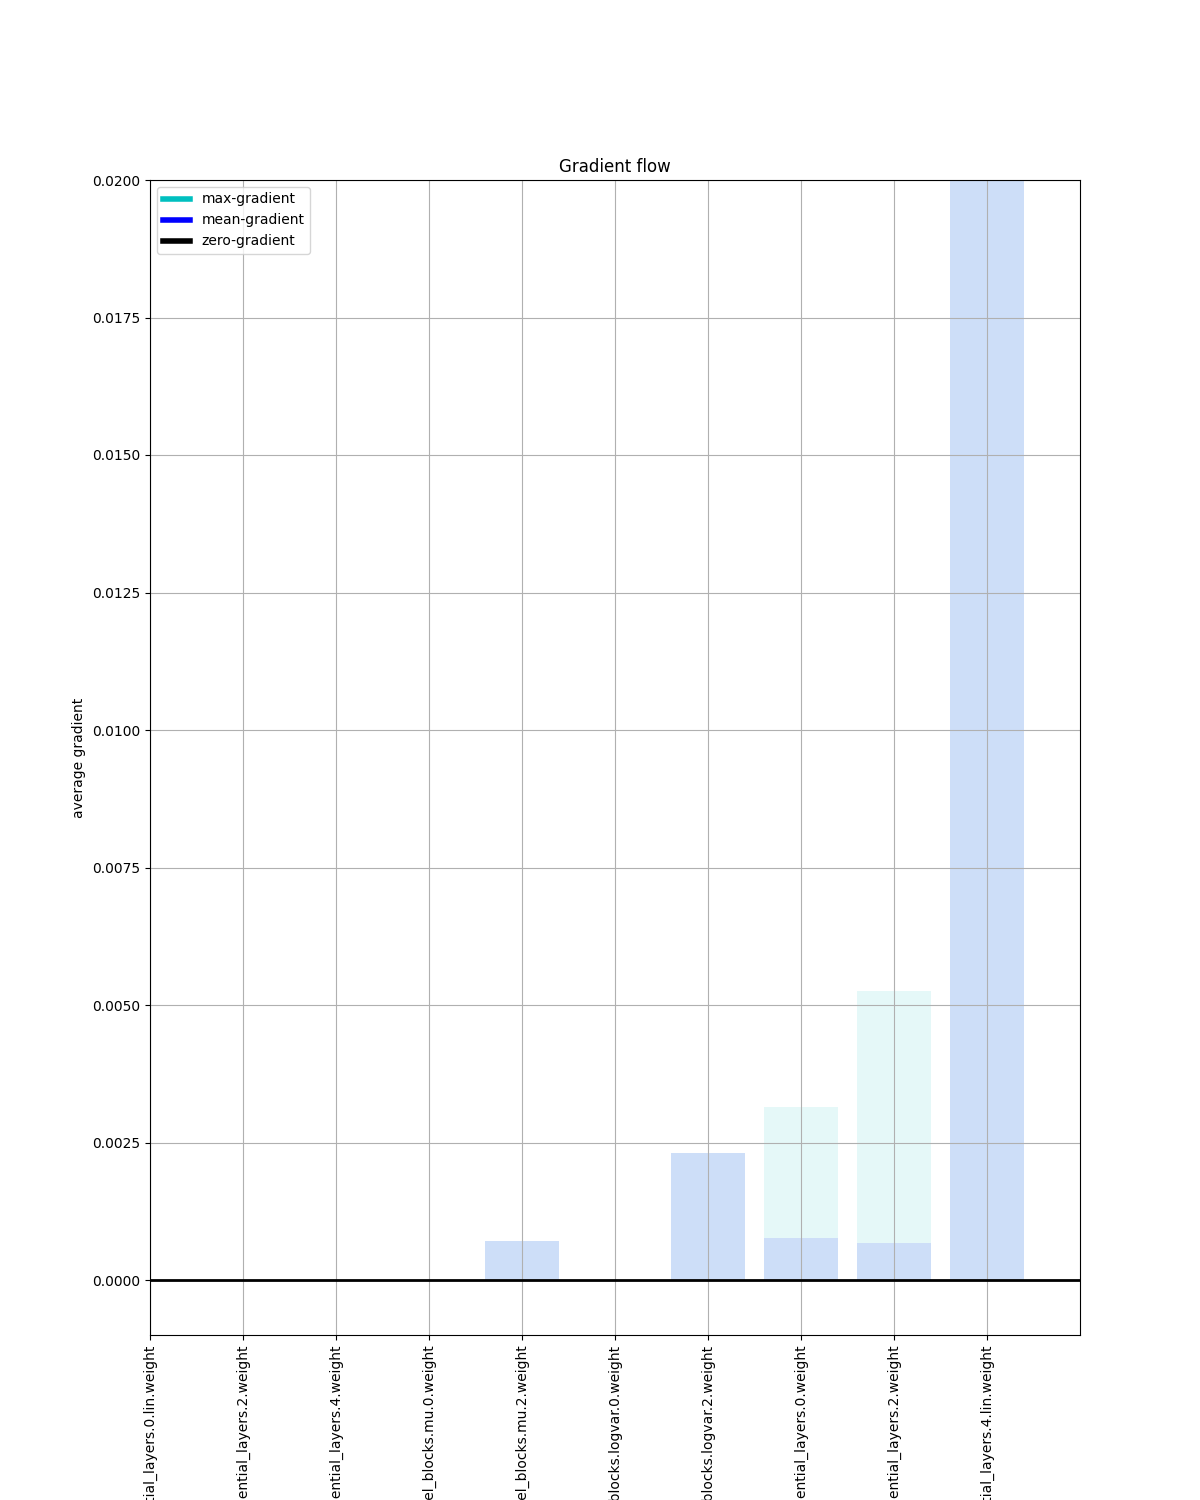 Gradient flow
max-gradient
mean-gradient
zero-gradient
0.0200
0.0175
0.0150
0.0125
0.0100
0.0075
0.0050
0.0025
0.0000
average gradient
tial_layers.0.lin.weight
ential_layers.2.weight
ential_layers.4.weight
el_blocks.mu.0.weight
el_blocks.mu.2.weight
blocks.logvar.0.weight
blocks.logvar.2.weight
ential_layers.0.weight
ential_layers.2.weight
tial_layers.4.lin.weight